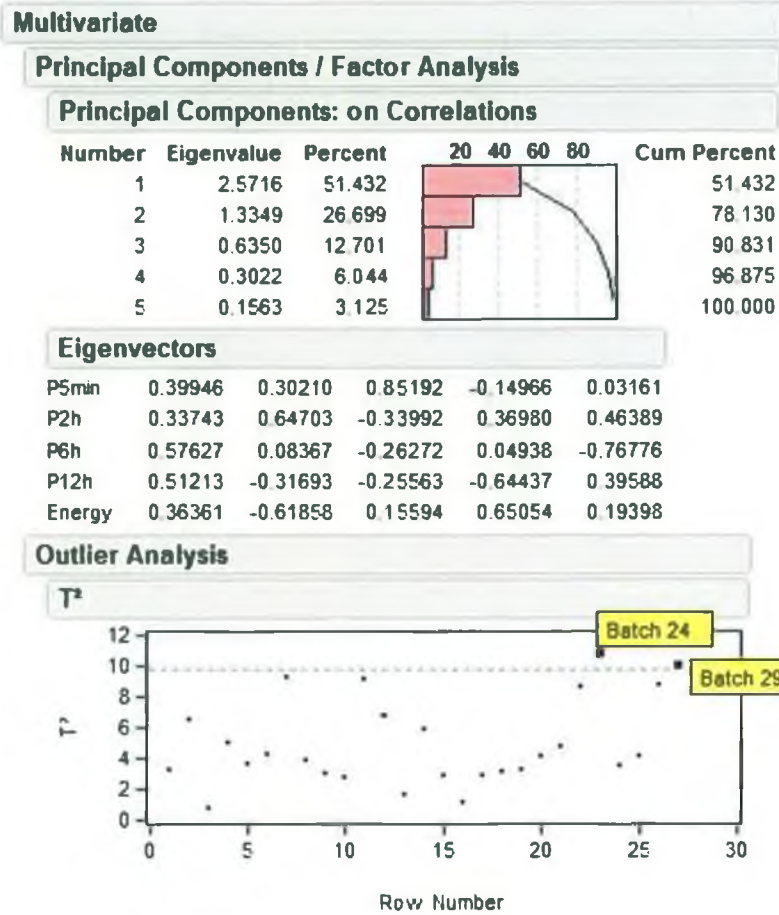 Multivariate
Principal Components / Factor Analysis
Principal Components: on Correlations
Number Eigenvalue Percent 20 40 60 80 Cum Percent
1 2.5716 51.432 51.432
2 1.3349 26.699 78.130
3 0.6350 12.701 90.831
4 0.3022 6.044 96.875
5 0.1563 3.125 100.000
Eigenvectors
P5min 0.39946 0.30210 0.85192 -0.14966 0.03161
P2h 0.33743 0.64703 -0.33992 0.36980 0.46389
P6h 0.57627 0.08367 -0.26272 0.04938 -0.76776
P12h 0.51213 -0.31693 -0.25563 -0.64437 0.39588
Energy 0.36361 -0.61858 0.15594 0.65054 0.19398
Outlier Analysis
T²
12
Batch 24
10
Batch 29
8
6
T²
4
2
0
0 5 10 15 20 25 30
Row Number